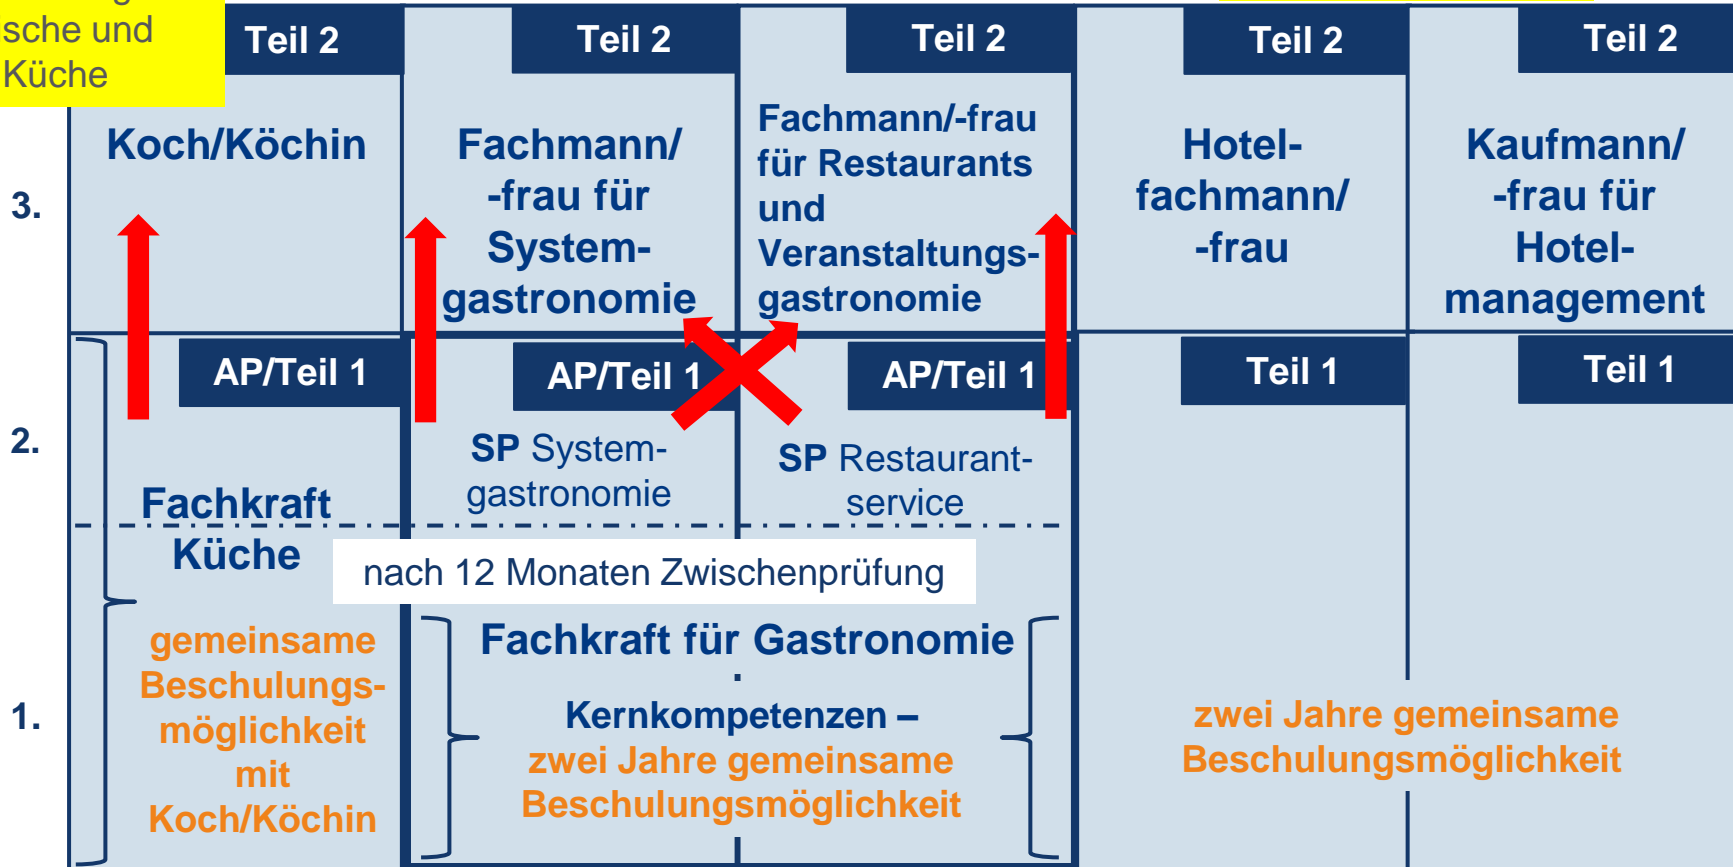 sche und
Küche
Teil 2
Teil 2
Teil 2
Teil 2
Teil 2
3.
Koch/Köchin
Fachmann/
-frau für
System-
gastronomie
Fachmann/-frau
für Restaurants
und
Veranstaltungs-
gastronomie
Hotel-
fachmann/
-frau
Kaufmann/
-frau für
Hotel-
management
AP/Teil 1
AP/Teil 1
AP/Teil 1
Teil 1
Teil 1
2.
SP System-
gastronomie
SP Restaurant-
service
Fachkraft
Küche
nach 12 Monaten Zwischenprüfung
1.
gemeinsame
Beschulungs-
möglichkeit
mit
Koch/Köchin
Fachkraft für Gastronomie
Kernkompetenzen –
zwei Jahre gemeinsame
Beschulungsmöglichkeit
zwei Jahre gemeinsame
Beschulungsmöglichkeit